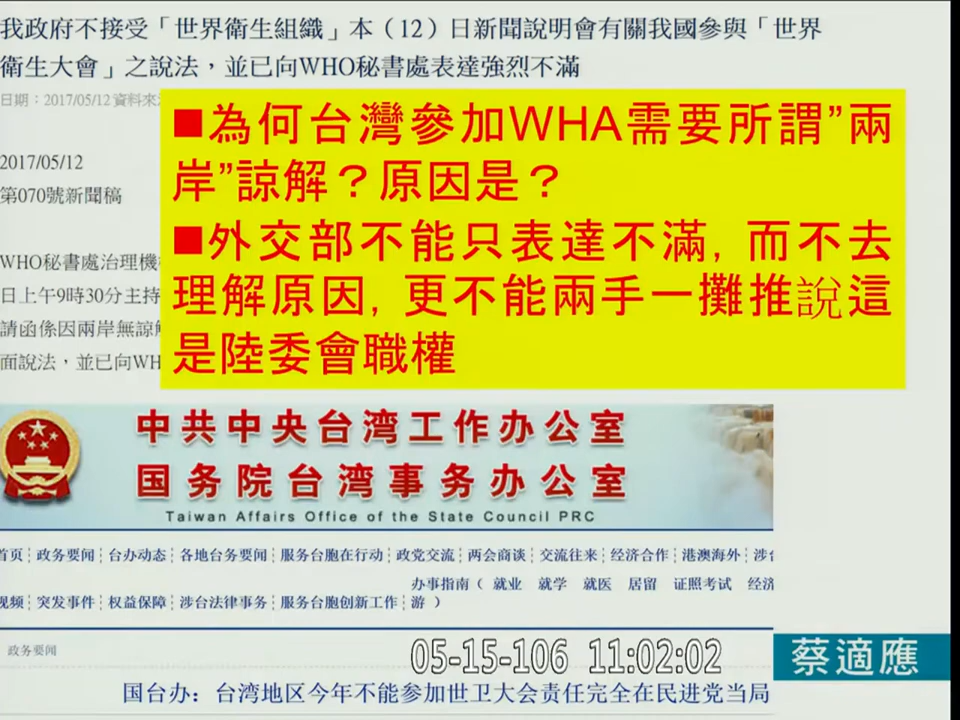 我政府不接受「世界衛生組織」本（12）日新聞說明會有關我國參與「世界
衛生大會」之說法，並已向WHO秘書處表達強烈不滿
日期：2017/05/12 資料來
2017/05/12
第070號新聞稿
WHO秘書處治理機
日上午9時30分主持
請函係因兩岸無諒
面說法，並已向WH
■為何台灣參加WHA需要所謂”兩
岸”諒解？原因是？
■外交部不能只表達不滿, 而不去
理解原因, 更不能兩手一攤推說這
是陸委會職權
中共中央台湾工作办公室
国务院台湾事务办公室
Taiwan Affairs Office of the State Council PRC
首页 政务要闻 台办动态 各地台务要闻 服务台胞在行动 政党交流 两会商谈 交流往来 经济合作 港澳海外 涉
办事指南（ 就业 就学 就医 居留 证照考试 经济
视频 突发事件 权益保障 涉台法律事务 服务台胞创新工作 游 ）
政务要闻
05-15-106 11:02:02
蔡適應
国台办：台湾地区今年不能参加世卫大会责任完全在民进党当局